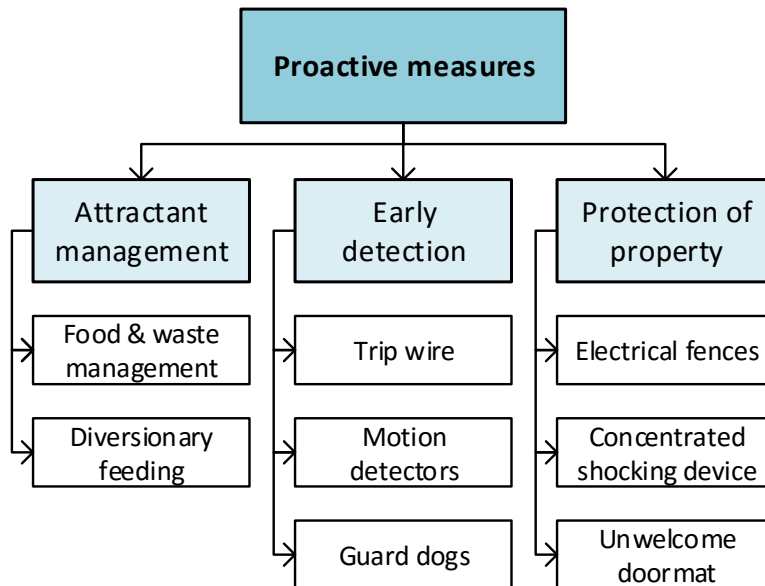 Proactive measures
Attractant
management
Early
detection
Protection of
property
Food & waste
management
Trip wire
Electrical fences
Diversionary
feeding
Motion
detectors
Concentrated
shocking device
Guard dogs
Unwelcome
doormat